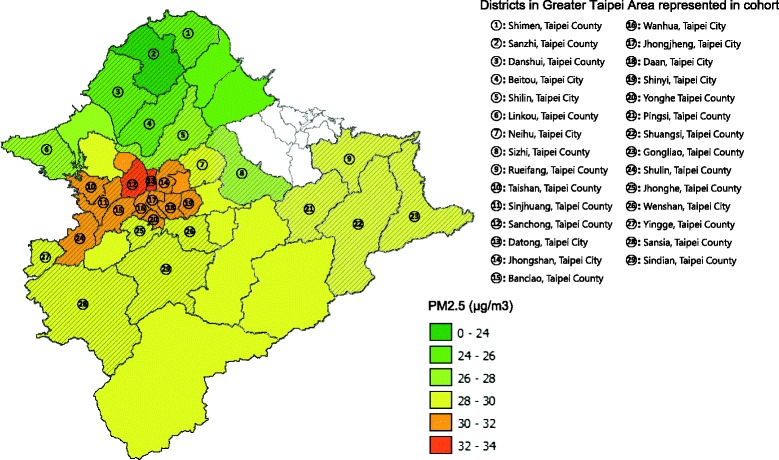 Districts in Greater Taipei Area represented in cohort
①: Shimen, Taipei County
②: Sanzhi, Taipei County
③: Danshui, Taipei County
④: Beitou, Taipei City
⑤: Shilin, Taipei City
⑥: Linkou, Taipei County
⑦: Neihu, Taipei City
⑧: Sizhi, Taipei County
⑨: Rueifang, Taipei County
⑩: Taishan, Taipei County
⑪: Sinjhuang, Taipei County
⑫: Sanchong, Taipei County
⑬: Datong, Taipei City
⑭: Jhongshan, Taipei City
⑮: Banciao, Taipei County
⑯: Wanhua, Taipei City
⑰: Jhongjheng, Taipei City
⑱: Daan, Taipei City
⑲: Shinyi, Taipei City
⑳: Yonghe Taipei County
㉑: Pingsi, Taipei County
㉒: Shuangsi, Taipei County
㉓: Gongliao, Taipei County
㉔: Shulin, Taipei County
㉕: Jhonghe, Taipei County
㉖: Wenshan, Taipei City
㉗: Yingge, Taipei County
㉘: Sansia, Taipei County
㉙: Sindian, Taipei County
①
②
③
④
⑤
⑥
⑦
⑧
⑨
⑩
⑪
⑫
⑬
⑭
⑮
⑯
⑰
⑱
⑲
⑳
㉑
㉒
㉓
㉔
㉕
㉖
㉗
㉘
㉙
PM2.5 (µg/m3)
0 - 24
24 - 26
26 - 28
28 - 30
30 - 32
32 - 34